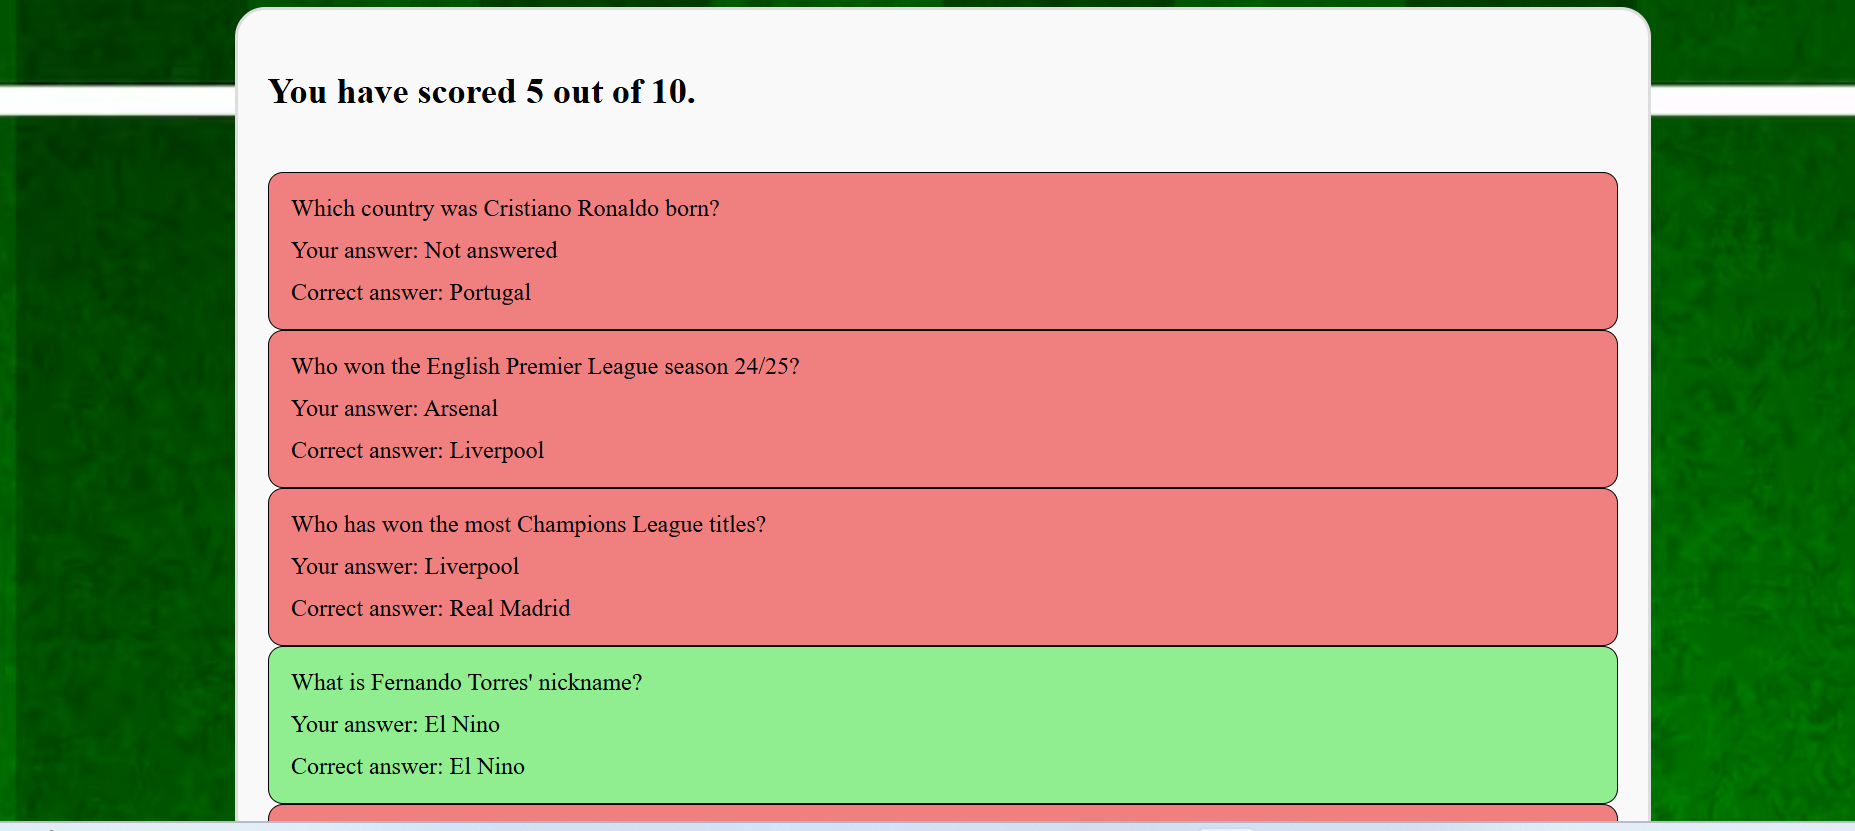 You have scored 5 out of 10.
Which country was Cristiano Ronaldo born?
Your answer: Not answered
Correct answer: Portugal
Who won the English Premier League season 24/25?
Your answer: Arsenal
Correct answer: Liverpool
Who has won the most Champions League titles?
Your answer: Liverpool
Correct answer: Real Madrid
What is Fernando Torres' nickname?
Your answer: El Nino
Correct answer: El Nino